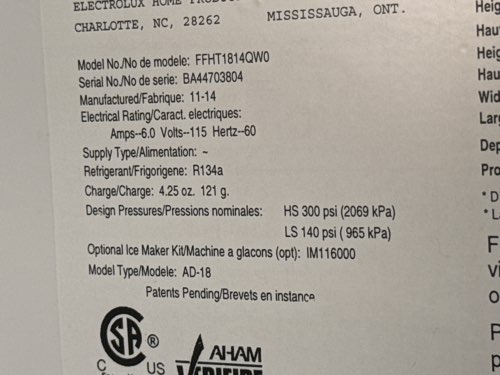 ELECTROLUX HOME
CHARLOTTE, NC, 28262
MISSISSAUGA, ONT.
Model No./No de modele: FFHT1814QW0
Serial No./No de serie: BA44703804
Manufactured/Fabrique: 11-14
Electrical Rating/Caract. electriques:
Amps--6.0 Volts--115 Hertz--60
Supply Type/Alimentation: ~
Refrigerant/Frigorigene: R134a
Charge/Charge: 4.25 oz. 121 g.
Design Pressures/Pressions nominales: HS 300 psi (2069 kPa)
LS 140 psi ( 965 kPa)
Optional Ice Maker Kit/Machine a glacons (opt): IM116000
Model Type/Modele: AD-18
Patents Pending/Brevets en instance
CSA ®
C US
AHAM